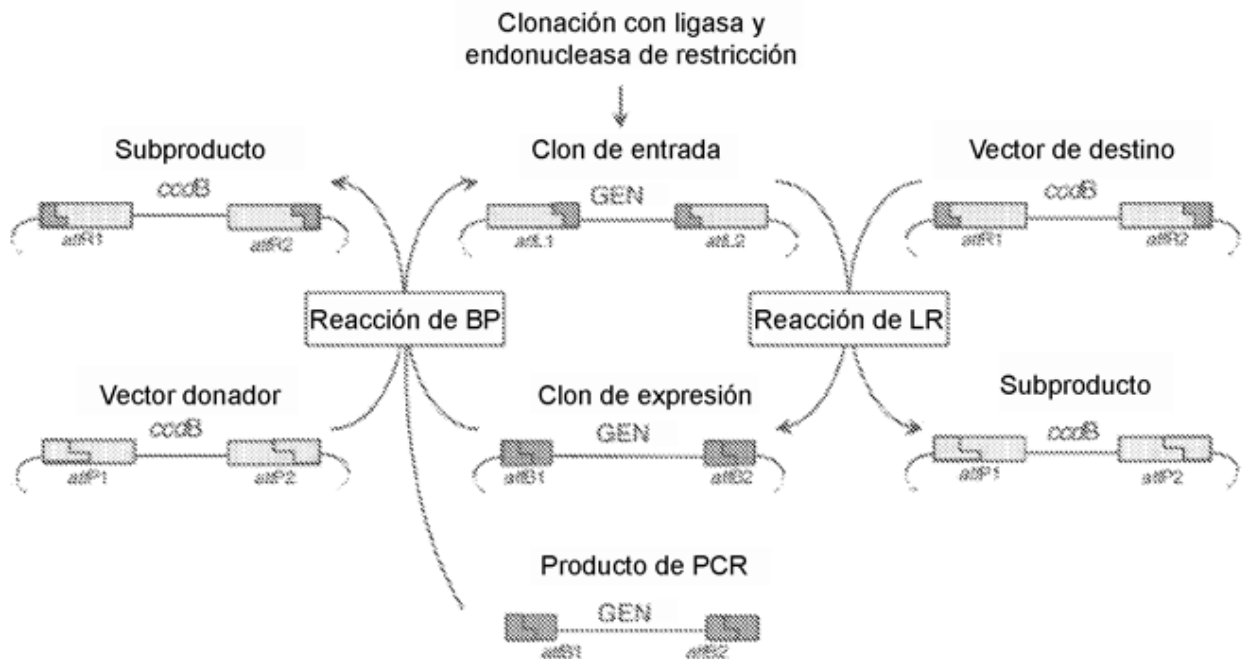 Clonación con ligasa y
endonucleasa de restricción
Subproducto
ccdB
attR1
attR2
Clon de entrada
GEN
attL1
attL2
Vector de destino
ccdB
attR1
attR2
Reacción de BP
Reacción de LR
Vector donador
ccdB
attP1
attP2
Clon de expresión
GEN
attB1
attB2
Subproducto
ccdB
attP1
attP2
Producto de PCR
GEN
attB1
attB2